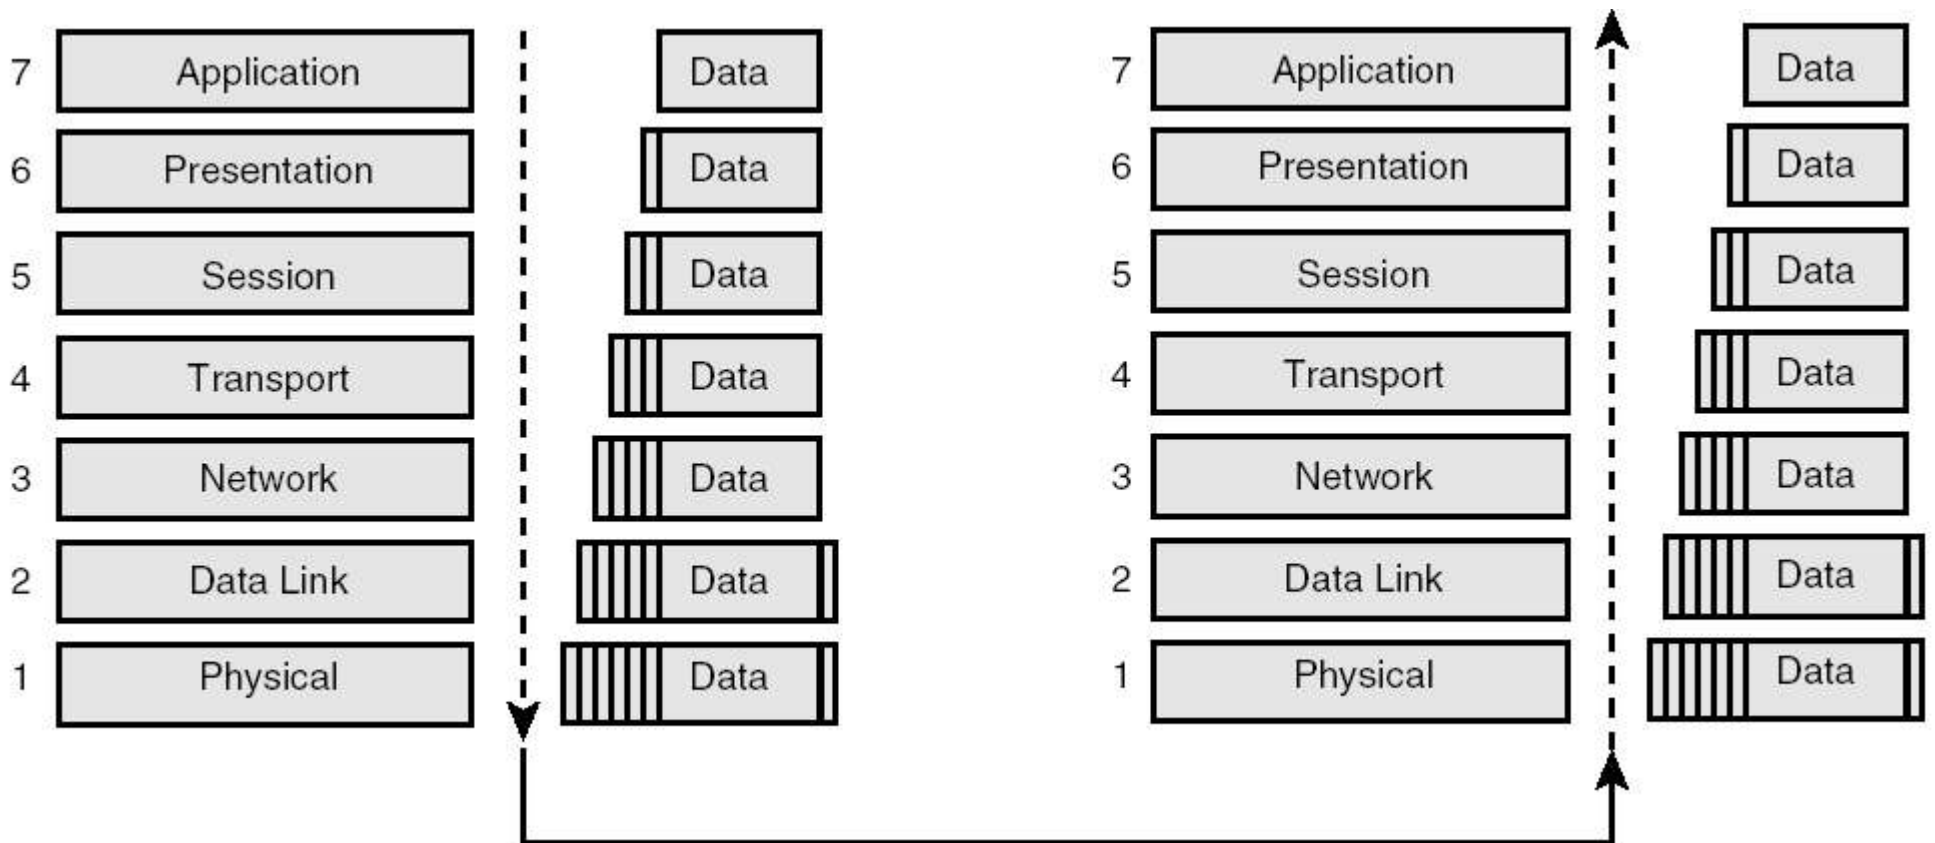 7 Application Data 7 Application Data
6 Presentation Data 6 Presentation Data
5 Session Data 5 Session Data
4 Transport Data 4 Transport Data
3 Network Data 3 Network Data
2 Data Link Data 2 Data Link Data
1 Physical Data 1 Physical Data